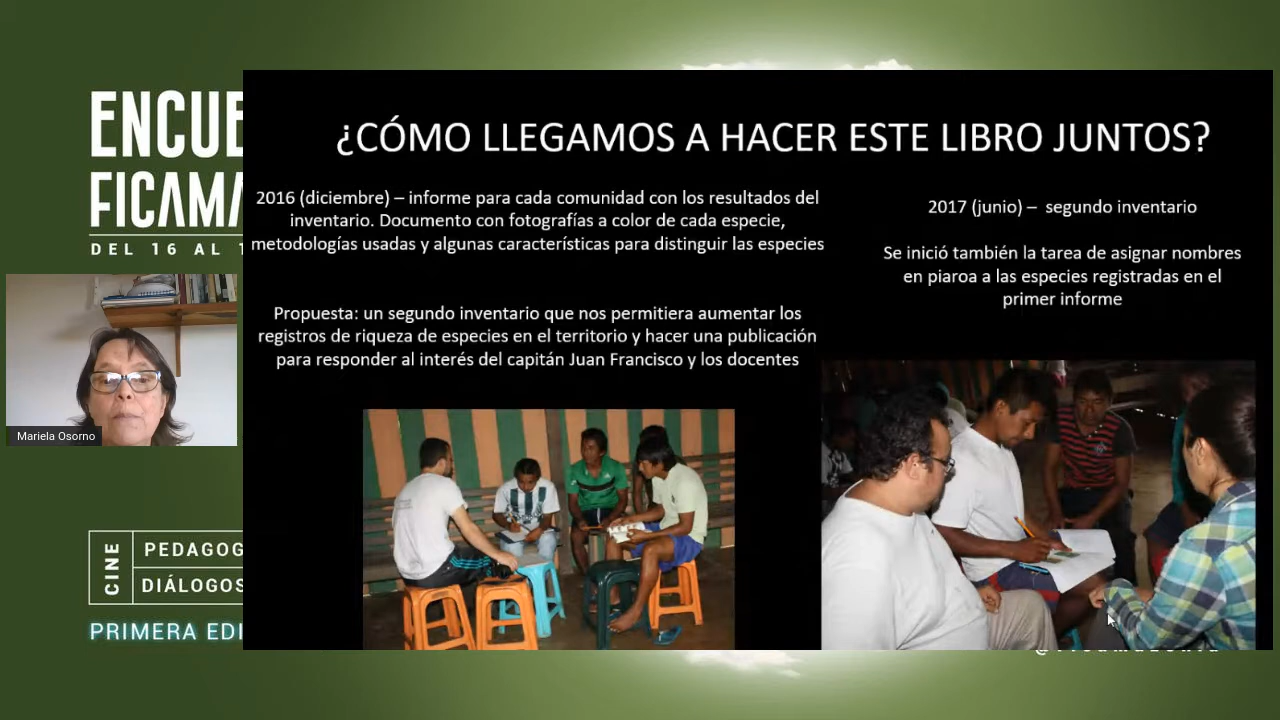 ENCUE
FICAMA
DEL 16 AL 1
¿CÓMO LLEGAMOS A HACER ESTE LIBRO JUNTOS?
2016 (diciembre) – informe para cada comunidad con los resultados del
inventario. Documento con fotografías a color de cada especie,
metodologías usadas y algunas características para distinguir las especies
Propuesta: un segundo inventario que nos permitiera aumentar los
registros de riqueza de especies en el territorio y hacer una publicación
para responder al interés del capitán Juan Francisco y los docentes
2017 (junio) – segundo inventario
Se inició también la tarea de asignar nombres
en piaroa a las especies registradas en el
primer informe
Mariela Osorno
CINE
PEDAGOG
DIÁLOGOS
PRIMERA EDI